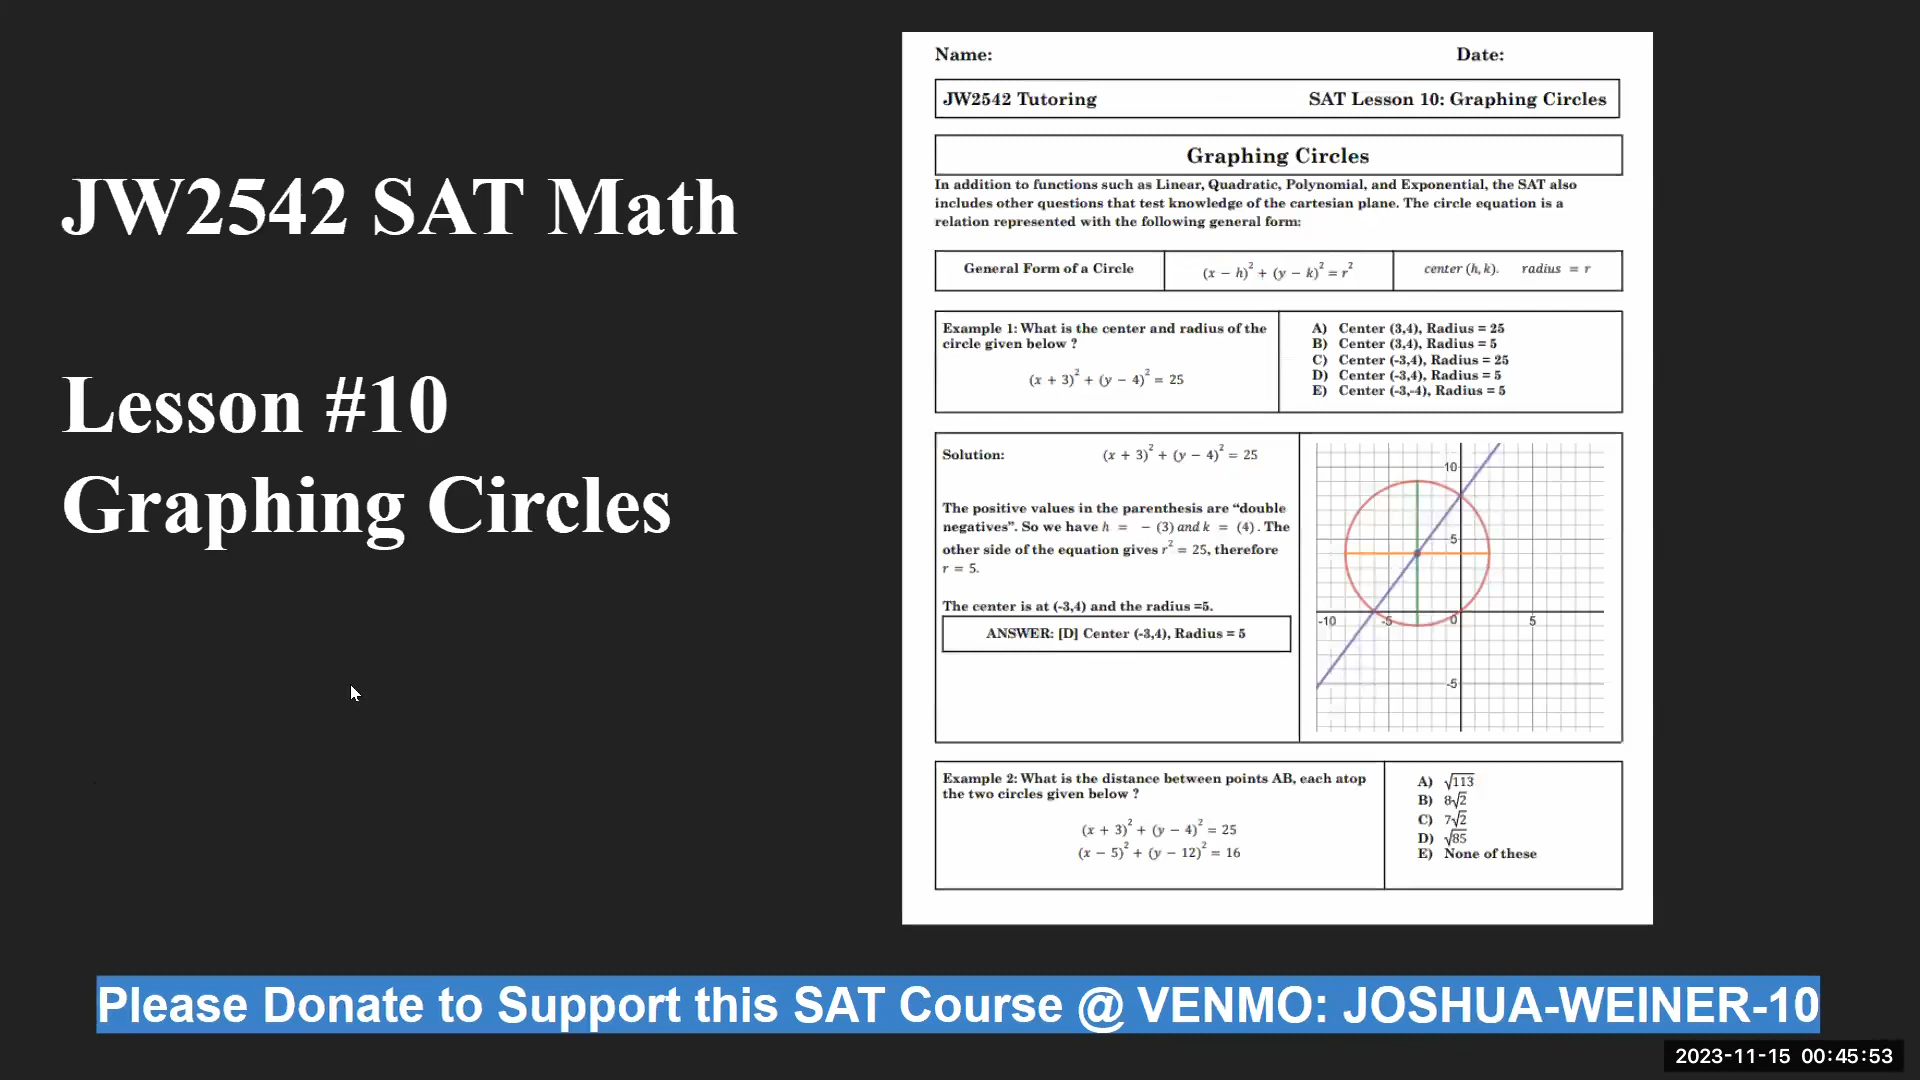 JW2542 SAT Math
Lesson #10
Graphing Circles
Name: Date:
JW2542 Tutoring SAT Lesson 10: Graphing Circles
Graphing Circles
In addition to functions such as Linear, Quadratic, Polynomial, and Exponential, the SAT also
includes other questions that test knowledge of the cartesian plane. The circle equation is a
relation represented with the following general form:
General Form of a Circle (x − h)² + (y − k)² = r² center (h, k). radius = r
Example 1: What is the center and radius of the
circle given below ?
(x + 3)² + (y − 4)² = 25
A) Center (3,4), Radius = 25
B) Center (3,4), Radius = 5
C) Center (-3,4), Radius = 25
D) Center (-3,4), Radius = 5
E) Center (-3,-4), Radius = 5
Solution: (x + 3)² + (y − 4)² = 25
The positive values in the parenthesis are “double
negatives”. So we have h = − (3) and k = (4). The
other side of the equation gives r² = 25, therefore
r = 5.
The center is at (-3,4) and the radius =5.
ANSWER: [D] Center (-3,4), Radius = 5
10
5
-10 -5 0 5
-5
Example 2: What is the distance between points AB, each atop
the two circles given below ?
(x + 3)² + (y − 4)² = 25
(x − 5)² + (y − 12)² = 16
A) √113
B) 8√2
C) 7√2
D) √85
E) None of these
Please Donate to Support this SAT Course @ VENMO: JOSHUA-WEINER-10
2023-11-15 00:45:53